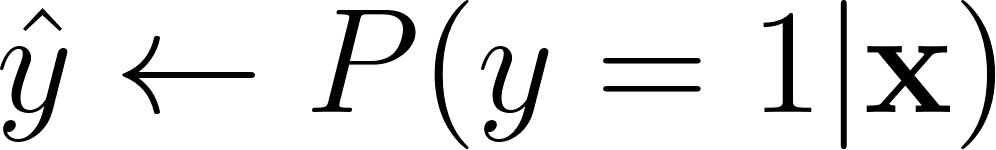 ŷ ← P(y = 1|𝐱)